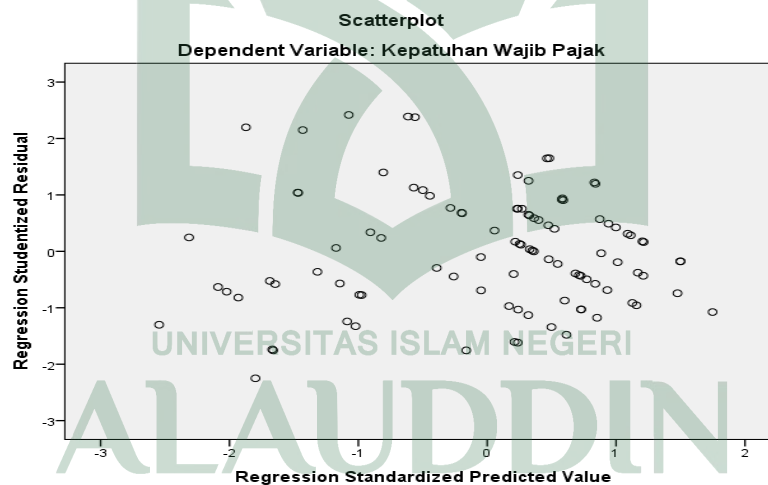 Scatterplot
Dependent Variable: Kepatuhan Wajib Pajak
Regression Studentized Residual
3
2
1
0
-1
-2
-3
UNIVERSITAS ISLAM NEGERI
ALAUDDIN
-3
-2
-1
0
1
2
Regression Standardized Predicted Value